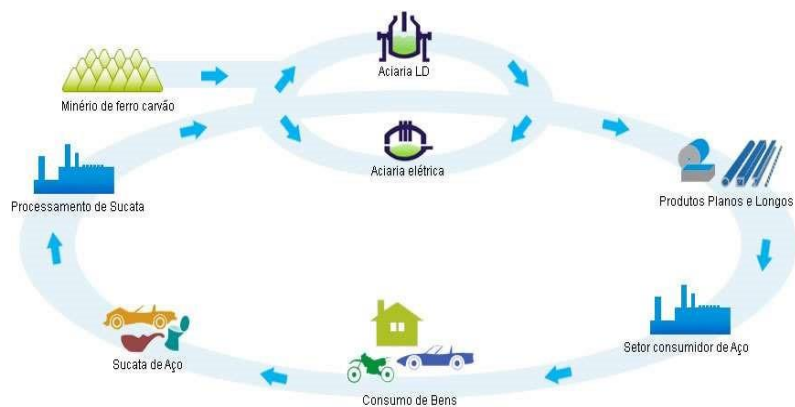 Aciaria LD
Minério de ferro carvão
Aciaria elétrica
Processamento de Sucata
Produtos Planos e Longos
Setor consumidor de Aço
Sucata de Aço
Consumo de Bens